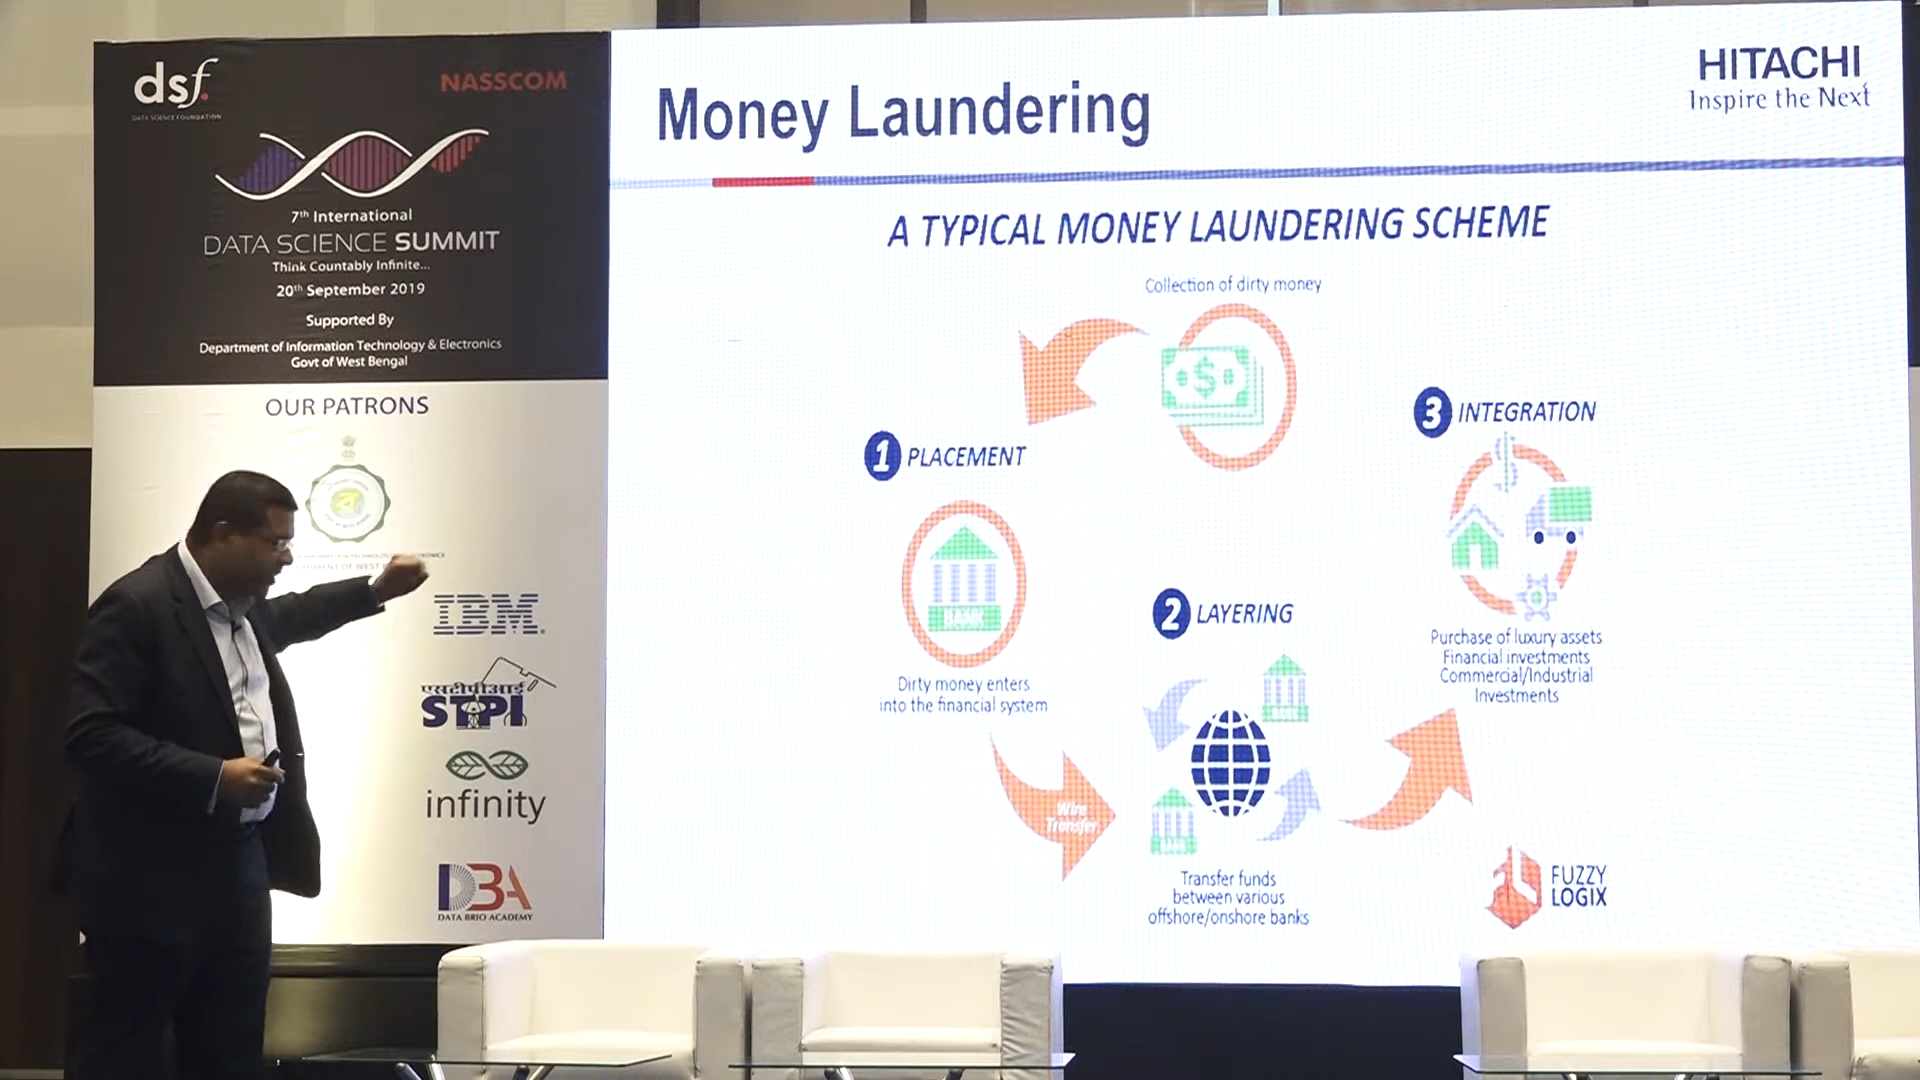 dsf.
DATA SCIENCE FOUNDATION
NASSCOM
7th International
DATA SCIENCE SUMMIT
Think Countably Infinite...
20th September 2019
Supported By
Department of Information Technology & Electronics
Govt of West Bengal
OUR PATRONS
IBM.
एसटीपीआई
STPI
infinity
DBA
DATA BRIO ACADEMY
Money Laundering
HITACHI
Inspire the Next
A TYPICAL MONEY LAUNDERING SCHEME
Collection of dirty money
1 PLACEMENT
BANK
Dirty money enters
into the financial system
Wire
Transfer
2 LAYERING
BANK
BANK
Transfer funds
between various
offshore/onshore banks
3 INTEGRATION
Purchase of luxury assets
Financial investments
Commercial/Industrial
Investments
FUZZY
LOGIX